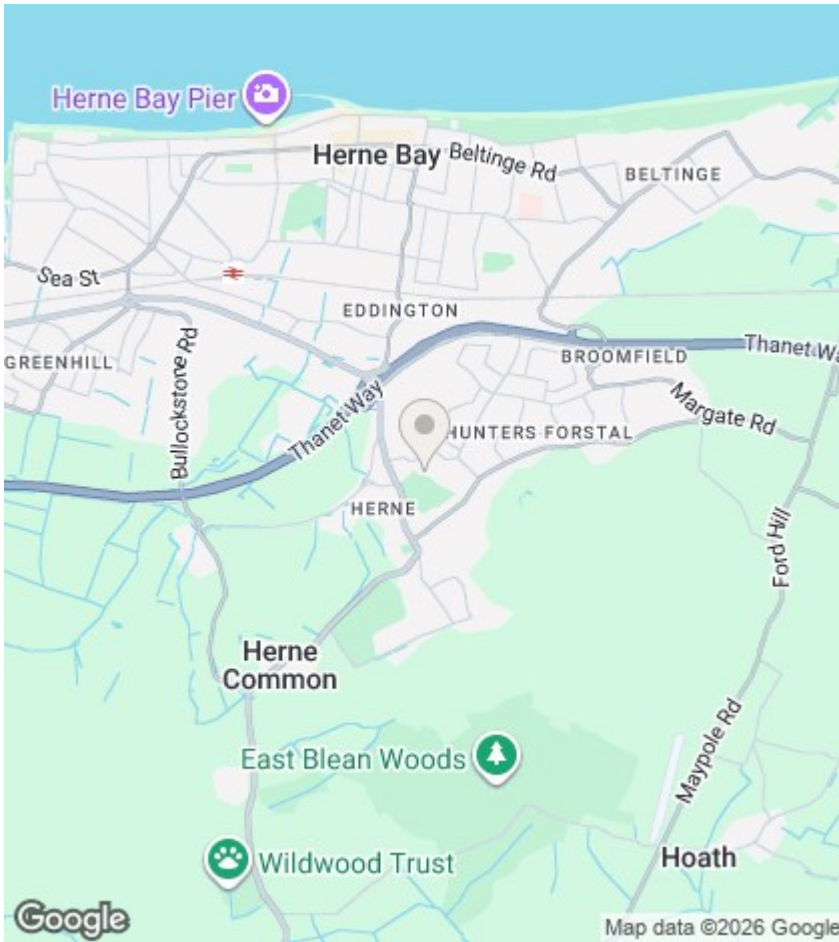 Herne Bay Pier
Herne Bay
Beltinge Rd
BELTINGE
Sea St
EDDINGTON
GREENHILL
Bullockstone Rd
Thanet Way
BROOMFIELD
Thanet Wa
Margate Rd
HUNTERS FORSTAL
HERNE
Ford Hill
Herne
Common
East Blean Woods
Maypole Rd
Wildwood Trust
Hoath
Google
Map data ©2026 Google